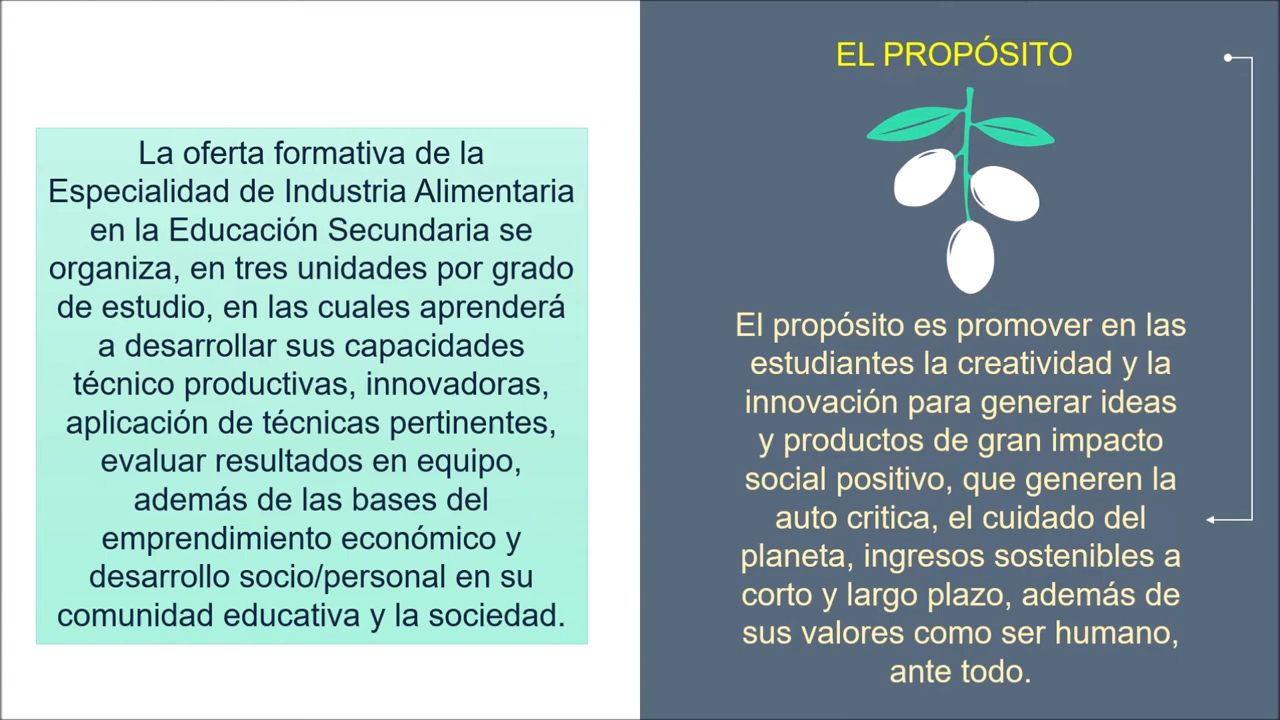 La oferta formativa de la
Especialidad de Industria Alimentaria
en la Educación Secundaria se
organiza, en tres unidades por grado
de estudio, en las cuales aprenderá
a desarrollar sus capacidades
técnico productivas, innovadoras,
aplicación de técnicas pertinentes,
evaluar resultados en equipo,
además de las bases del
emprendimiento económico y
desarrollo socio/personal en su
comunidad educativa y la sociedad.
EL PROPÓSITO
El propósito es promover en las
estudiantes la creatividad y la
innovación para generar ideas
y productos de gran impacto
social positivo, que generen la
auto critica, el cuidado del
planeta, ingresos sostenibles a
corto y largo plazo, además de
sus valores como ser humano,
ante todo.